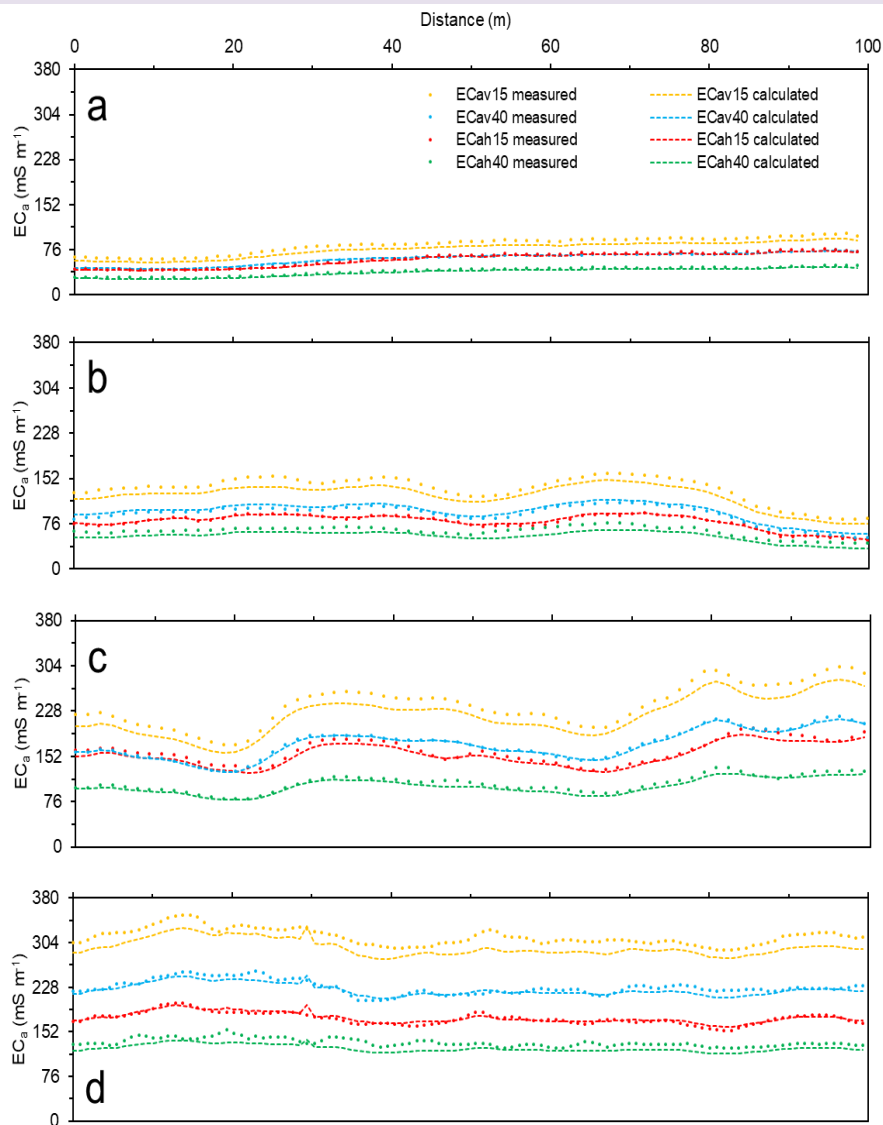 Distance (m)
0 20 40 60 80 100
380
304
228
152
76
0
ECₐ (mS m⁻¹)
a
ECav15 measured ECav15 calculated
ECav40 measured ECav40 calculated
ECah15 measured ECah15 calculated
ECah40 measured ECah40 calculated
380
304
228
152
76
0
ECₐ (mS m⁻¹)
b
380
304
228
152
76
0
ECₐ (mS m⁻¹)
c
380
304
228
152
76
0
ECₐ (mS m⁻¹)
d